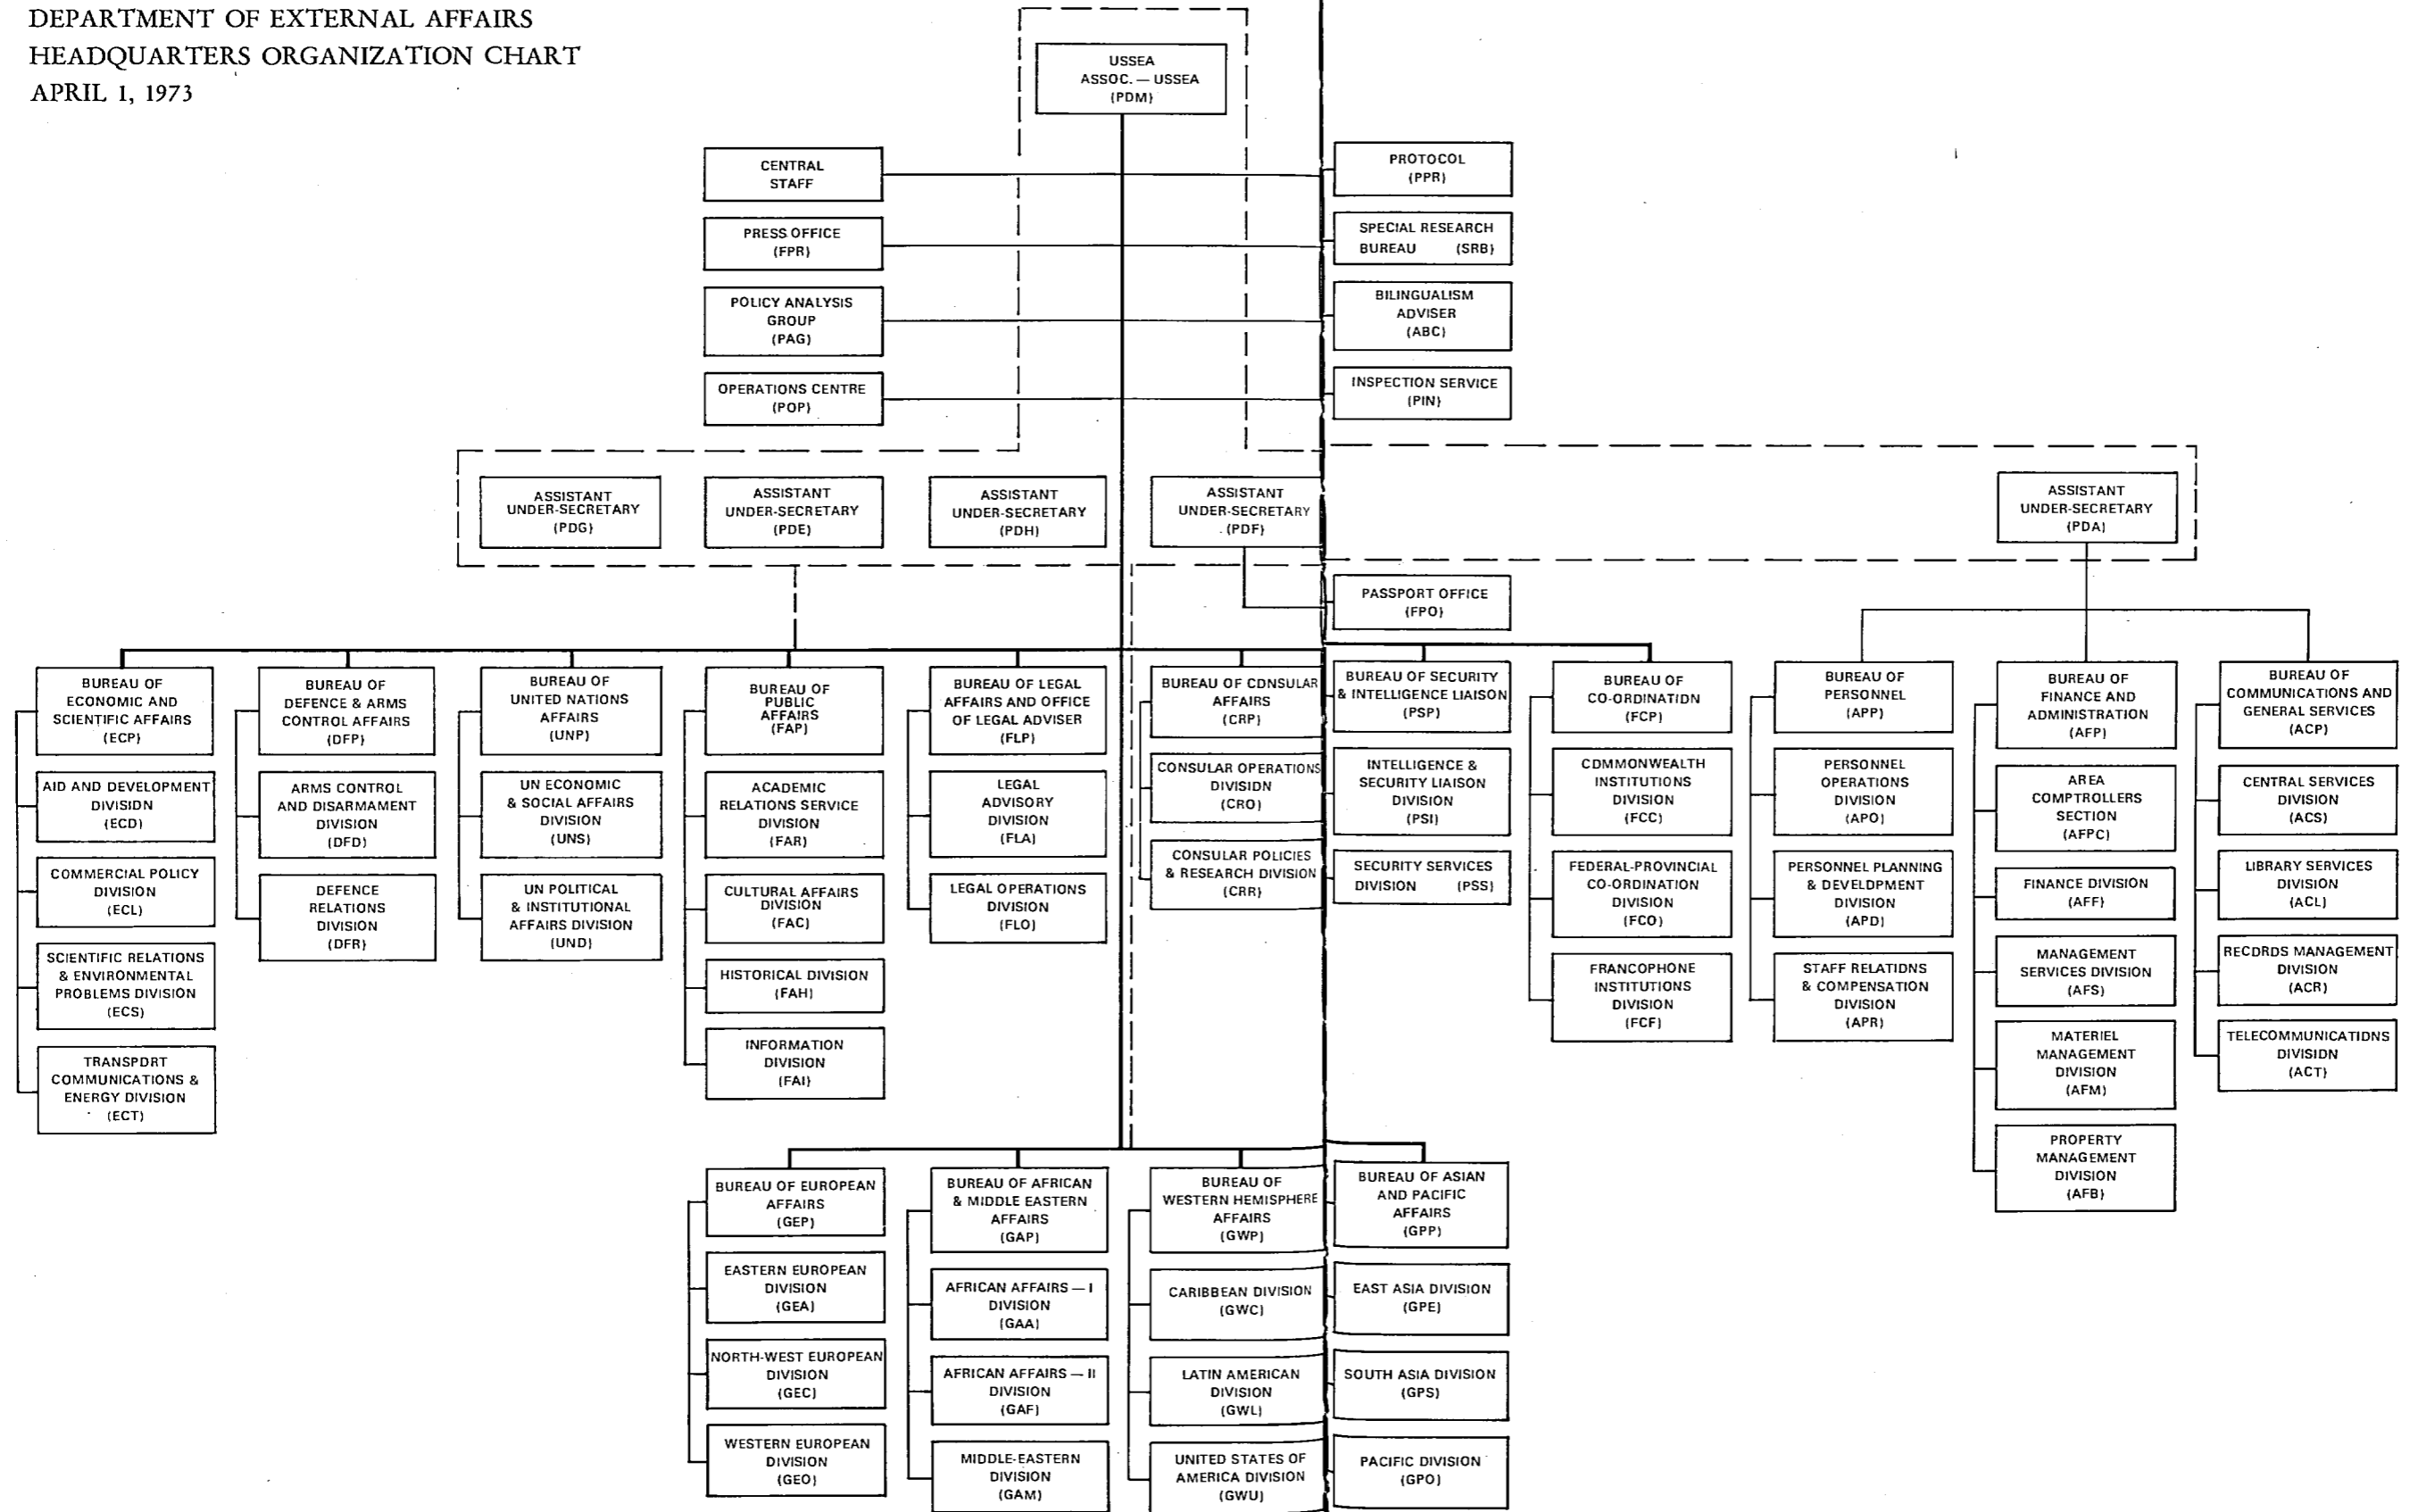 DEPARTMENT OF EXTERNAL AFFAIRS
HEADQUARTERS ORGANIZATION CHART
APRIL 1, 1973
USSEA
ASSOC. — USSEA
(PDM)
CENTRAL
STAFF
PRESS OFFICE
(FPR)
POLICY ANALYSIS
GROUP
(PAG)
OPERATIONS CENTRE
(POP)
PROTOCOL
(PPR)
SPECIAL RESEARCH
BUREAU (SRB)
BILINGUALISM
ADVISER
(ABC)
INSPECTION SERVICE
(PIN)
ASSISTANT
UNDER-SECRETARY
(PDG)
ASSISTANT
UNDER-SECRETARY
(PDE)
ASSISTANT
UNDER-SECRETARY
(PDH)
ASSISTANT
UNDER-SECRETARY
(PDF)
ASSISTANT
UNDER-SECRETARY
(PDA)
PASSPORT OFFICE
(FPO)
BUREAU OF
ECONOMIC AND
SCIENTIFIC AFFAIRS
(ECP)
AID AND DEVELOPMENT
DIVISION
(ECD)
COMMERCIAL POLICY
DIVISION
(ECL)
SCIENTIFIC RELATIONS
& ENVIRONMENTAL
PROBLEMS DIVISION
(ECS)
TRANSPORT
COMMUNICATIONS &
ENERGY DIVISION
(ECT)
BUREAU OF
DEFENCE & ARMS
CONTROL AFFAIRS
(DFP)
ARMS CONTROL
AND DISARMAMENT
DIVISION
(DFD)
DEFENCE
RELATIONS
DIVISION
(DFR)
BUREAU OF
UNITED NATIONS
AFFAIRS
(UNP)
UN ECONOMIC
& SOCIAL AFFAIRS
DIVISION
(UNS)
UN POLITICAL
& INSTITUTIONAL
AFFAIRS DIVISION
(UND)
BUREAU OF
PUBLIC
AFFAIRS
(FAP)
ACADEMIC
RELATIONS SERVICE
DIVISION
(FAR)
CULTURAL AFFAIRS
DIVISION
(FAC)
HISTORICAL DIVISION
(FAH)
INFORMATION
DIVISION
(FAI)
BUREAU OF LEGAL
AFFAIRS AND OFFICE
OF LEGAL ADVISER
(FLP)
LEGAL
ADVISORY
DIVISION
(FLA)
LEGAL OPERATIONS
DIVISION
(FLO)
BUREAU OF CONSULAR
AFFAIRS
(CRP)
CONSULAR OPERATIONS
DIVISION
(CRO)
CONSULAR POLICIES
& RESEARCH DIVISION
(CRR)
BUREAU OF SECURITY
& INTELLIGENCE LIAISON
(PSP)
INTELLIGENCE &
SECURITY LIAISON
DIVISION
(PSI)
SECURITY SERVICES
DIVISION (PSS)
BUREAU OF
CO-ORDINATION
(FCP)
COMMONWEALTH
INSTITUTIONS
DIVISION
(FCC)
FEDERAL-PROVINCIAL
CO-ORDINATION
DIVISION
(FCO)
FRANCOPHONE
INSTITUTIONS
DIVISION
(FCF)
BUREAU OF
PERSONNEL
(APP)
PERSONNEL
OPERATIONS
DIVISION
(APO)
PERSONNEL PLANNING
& DEVELOPMENT
DIVISION
(APD)
STAFF RELATIONS
& COMPENSATION
DIVISION
(APR)
BUREAU OF
FINANCE AND
ADMINISTRATION
(AFP)
AREA
COMPTROLLERS
SECTION
(AFPC)
FINANCE DIVISION
(AFF)
MANAGEMENT
SERVICES DIVISION
(AFS)
MATERIEL
MANAGEMENT
DIVISION
(AFM)
PROPERTY
MANAGEMENT
DIVISION
(AFB)
BUREAU OF
COMMUNICATIONS AND
GENERAL SERVICES
(ACP)
CENTRAL SERVICES
DIVISION
(ACS)
LIBRARY SERVICES
DIVISION
(ACL)
RECORDS MANAGEMENT
DIVISION
(ACR)
TELECOMMUNICATIONS
DIVISION
(ACT)
BUREAU OF EUROPEAN
AFFAIRS
(GEP)
EASTERN EUROPEAN
DIVISION
(GEA)
NORTH-WEST EUROPEAN
DIVISION
(GEC)
WESTERN EUROPEAN
DIVISION
(GEO)
BUREAU OF AFRICAN
& MIDDLE EASTERN
AFFAIRS
(GAP)
AFRICAN AFFAIRS — I
DIVISION
(GAA)
AFRICAN AFFAIRS — II
DIVISION
(GAF)
MIDDLE-EASTERN
DIVISION
(GAM)
BUREAU OF
WESTERN HEMISPHERE
AFFAIRS
(GWP)
CARIBBEAN DIVISION
(GWC)
LATIN AMERICAN
DIVISION
(GWL)
UNITED STATES OF
AMERICA DIVISION
(GWU)
BUREAU OF ASIAN
AND PACIFIC
AFFAIRS
(GPP)
EAST ASIA DIVISION
(GPE)
SOUTH ASIA DIVISION
(GPS)
PACIFIC DIVISION
(GPO)